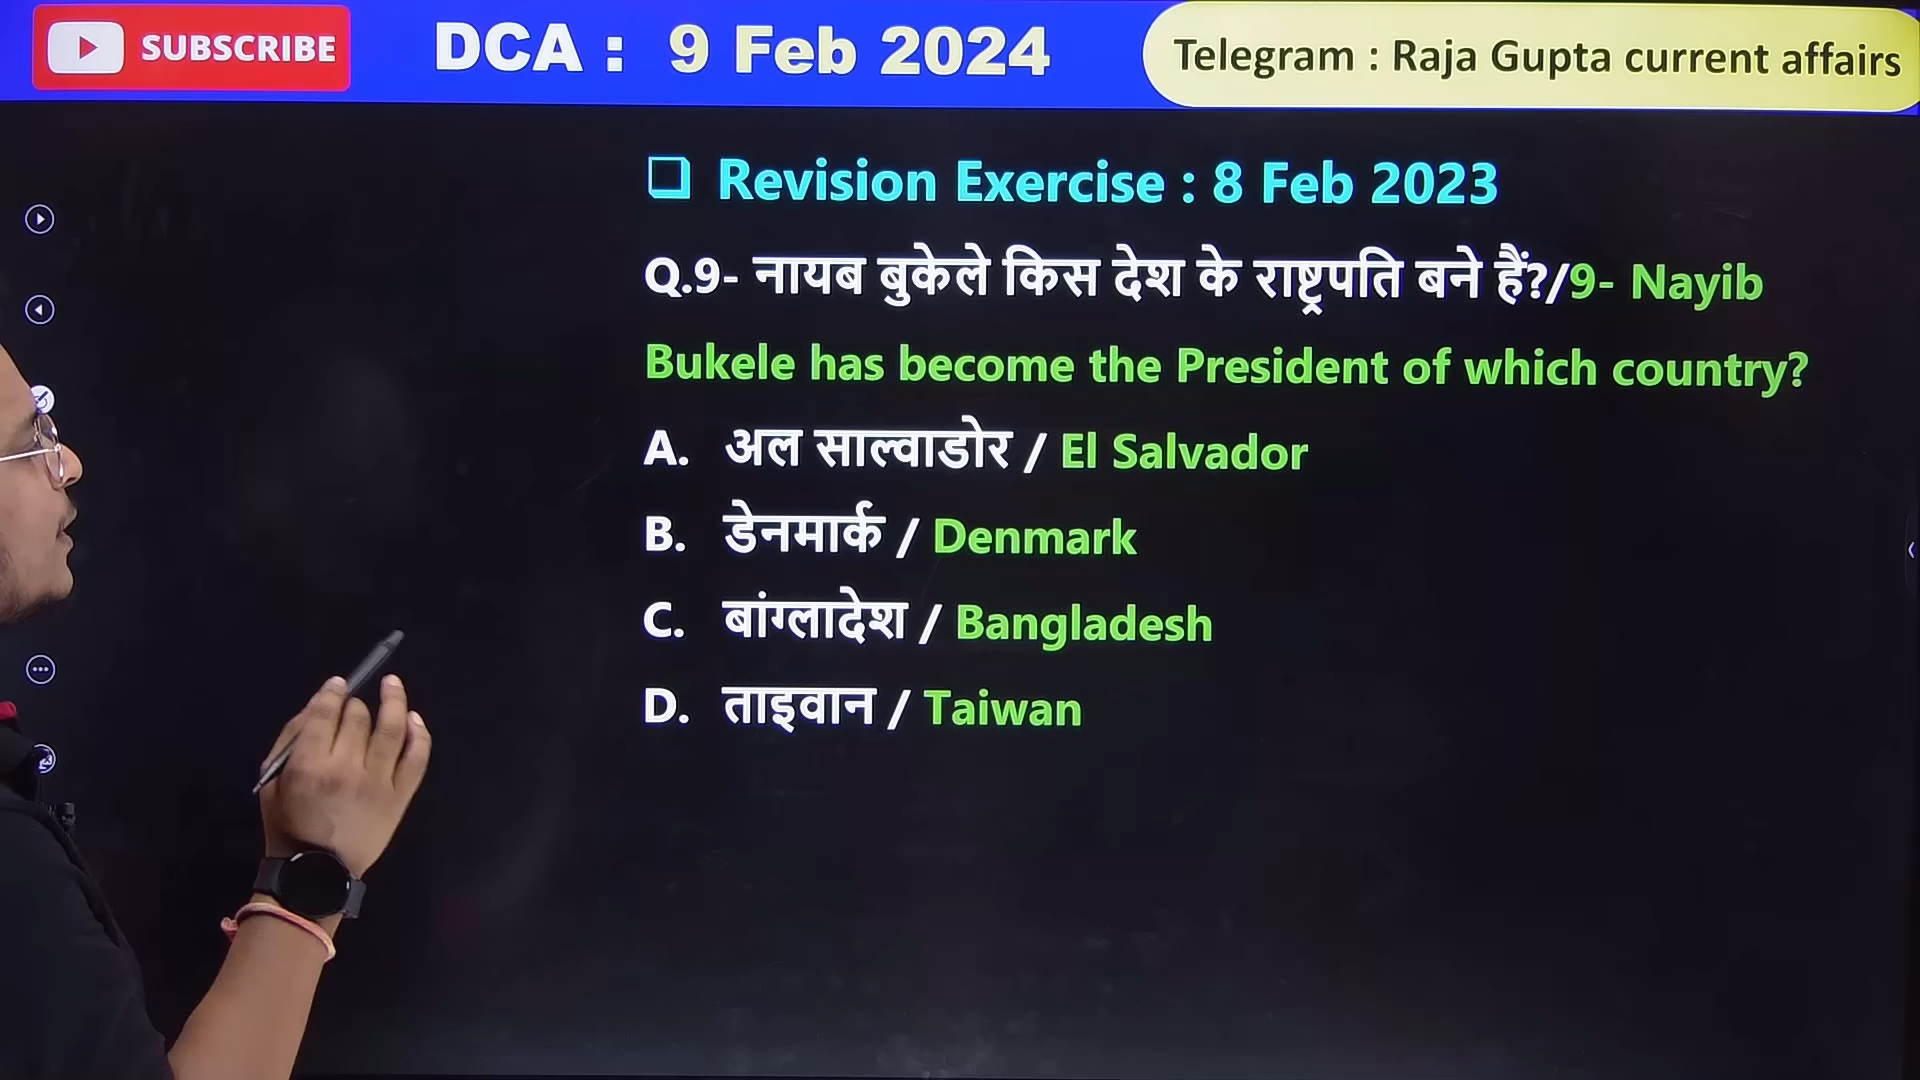 SUBSCRIBE
DCA : 9 Feb 2024
Telegram : Raja Gupta current affairs
❑ Revision Exercise : 8 Feb 2023
Q.9- नायब बुकेले किस देश के राष्ट्रपति बने हैं?/9- Nayib
Bukele has become the President of which country?
A. अल साल्वाडोर / El Salvador
B. डेनमार्क / Denmark
C. बांग्लादेश / Bangladesh
D. ताइवान / Taiwan